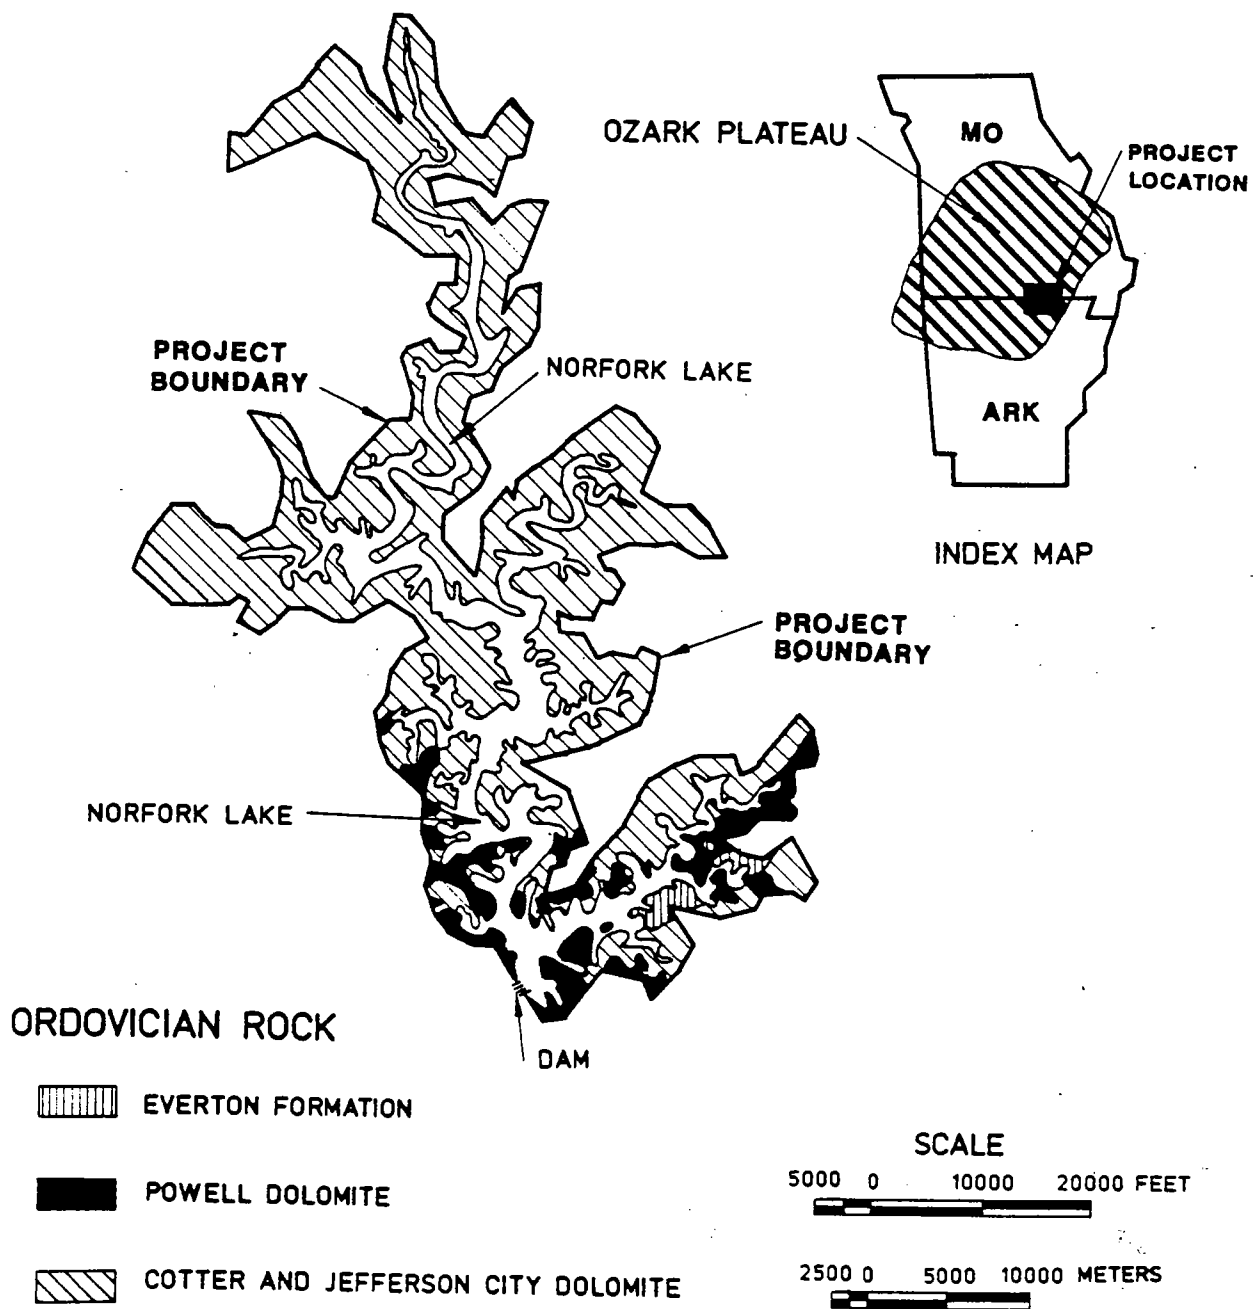 OZARK PLATEAU
MO
PROJECT
LOCATION
ARK
INDEX MAP
PROJECT
BOUNDARY
NORFORK LAKE
PROJECT
BOUNDARY
NORFORK LAKE
DAM
ORDOVICIAN ROCK
EVERTON FORMATION
POWELL DOLOMITE
COTTER AND JEFFERSON CITY DOLOMITE
SCALE
5000 0 10000 20000 FEET
2500 0 5000 10000 METERS